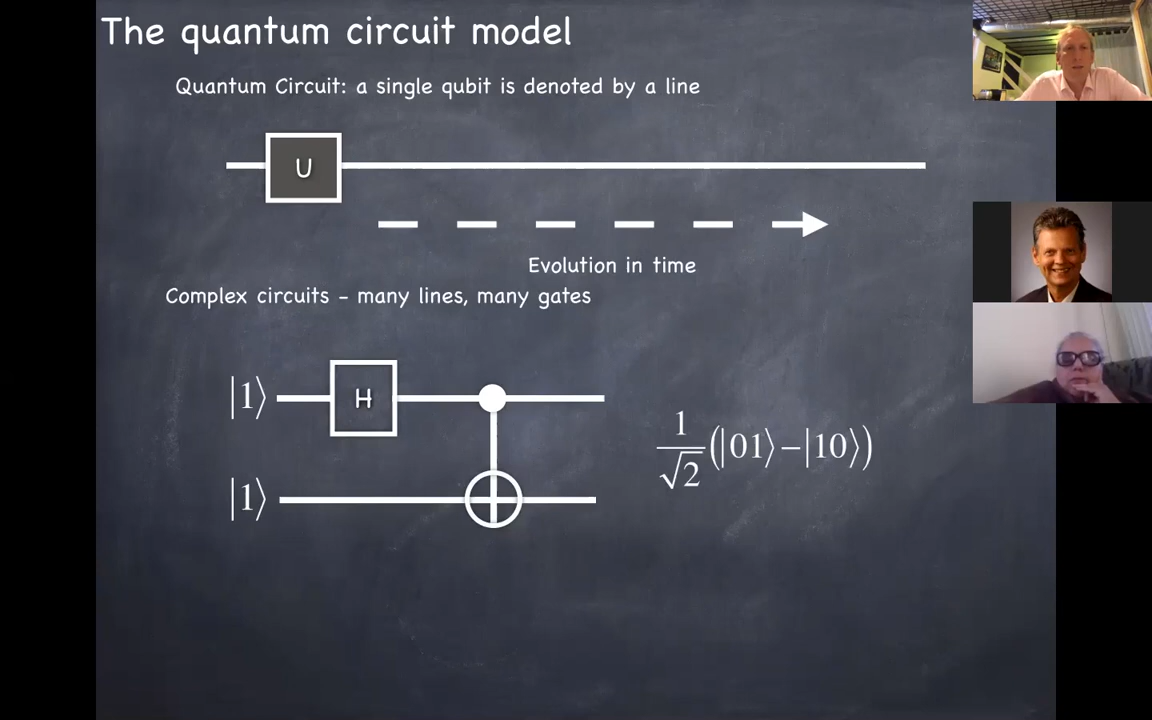 The quantum circuit model
Quantum Circuit: a single qubit is denoted by a line
U
Evolution in time
Complex circuits - many lines, many gates
|1⟩ H
|1⟩
1/√2 (|01⟩-|10⟩)